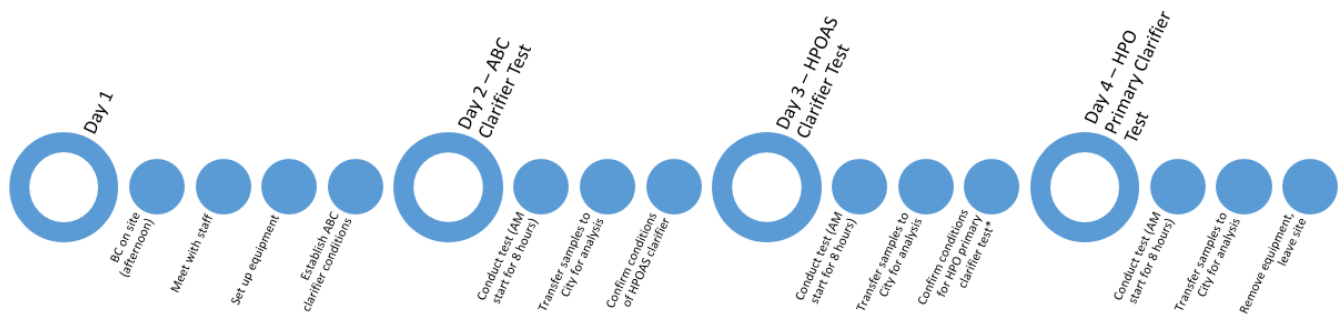 Day 1
BC on site
(afternoon)
Meet with staff
Set up equipment
Establish ABC
clarifier conditions
Day 2 – ABC
Clarifier Test
Conduct test (AM
start for 8 hours)
Transfer samples to
City for analysis
Confirm conditions
of HPOAS clarifier
Day 3 – HPOAS
Clarifier Test
Conduct test (AM
start for 8 hours)
Transfer samples to
City for analysis
Confirm conditions
for HPO primary
clarifier test*
Day 4 – HPO
Primary Clarifier
Test
Conduct test (AM
start for 8 hours)
Transfer samples to
City for analysis
Remove equipment,
leave site